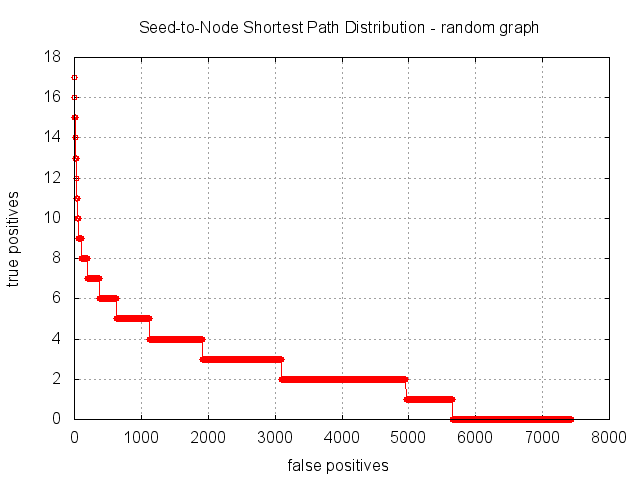 Seed-to-Node Shortest Path Distribution - random graph
18
16
14
12
10
8
6
4
2
0
true positives
0 1000 2000 3000 4000 5000 6000 7000 8000
false positives